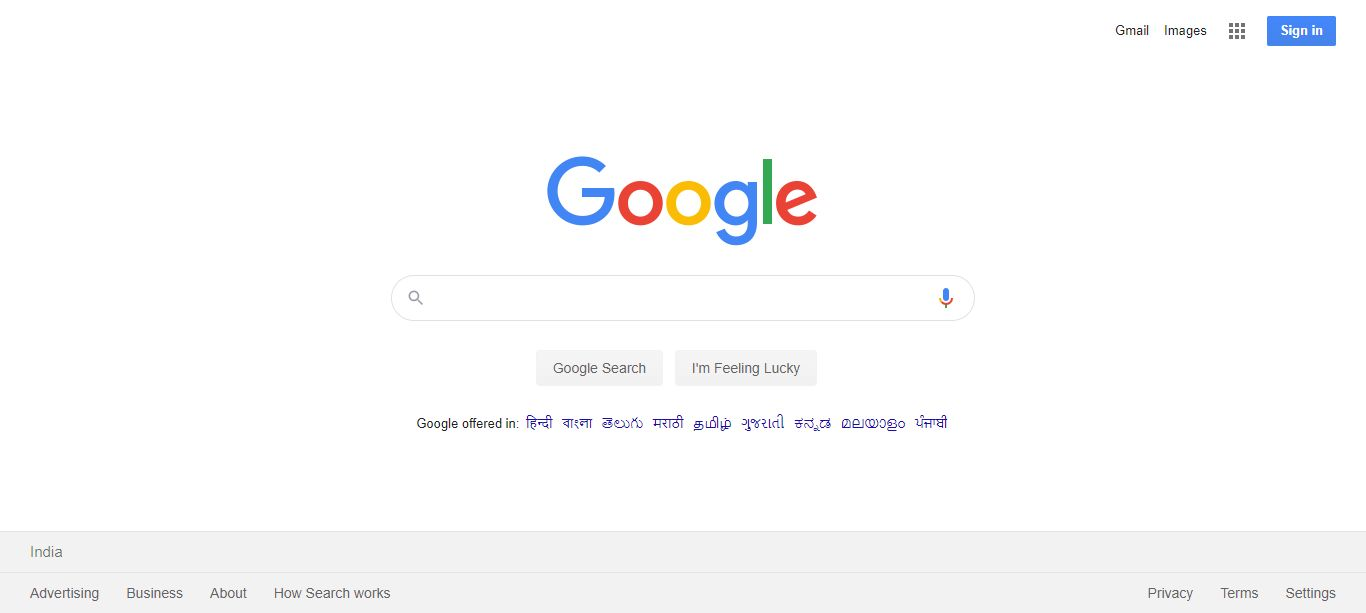 Gmail Images Sign in
Google
Google Search I'm Feeling Lucky
Google offered in: हिन्दी বাংলা తెలుగు मराठी தமிழ் ગુજરાતી ಕನ್ನಡ മലയാളം ਪੰਜਾਬੀ
India
Advertising Business About How Search works Privacy Terms Settings